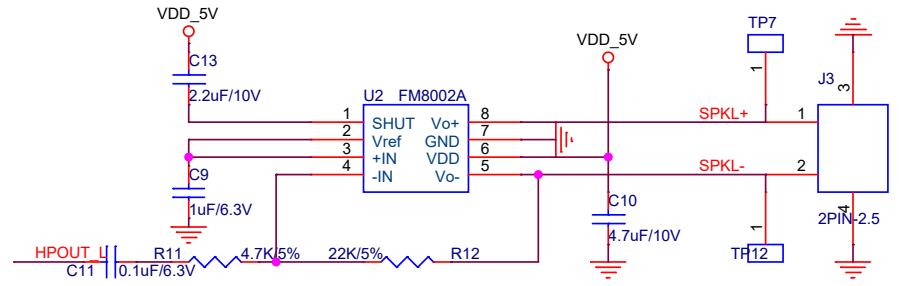 VDD_5V
TP7
VDD_5V
C13
J3
2.2uF/10V
U2 FM8002A
1
1 SHUT Vo+ 8
SPKL+
1
3
2 Vref GND 7
3 +IN VDD 6
4 -IN Vo- 5
SPKL-
2
C9
1uF/6.3V
C10
4.7uF/10V
1
4
2PIN-2.5
HPOUT_L
C11
0.1uF/6.3V
R11
4.7K/5%
22K/5%
R12
TP12